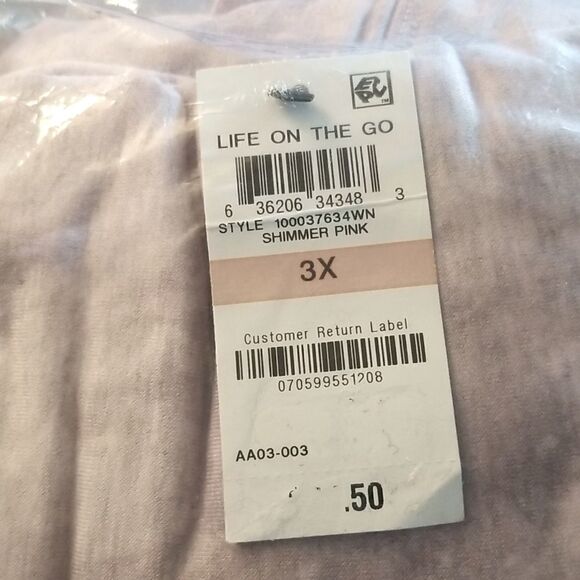 LIFE ON THE GO
6 36206 34348 3
STYLE 100037634WN
SHIMMER PINK
3X
Customer Return Label
070599551208
AA03-003
.50